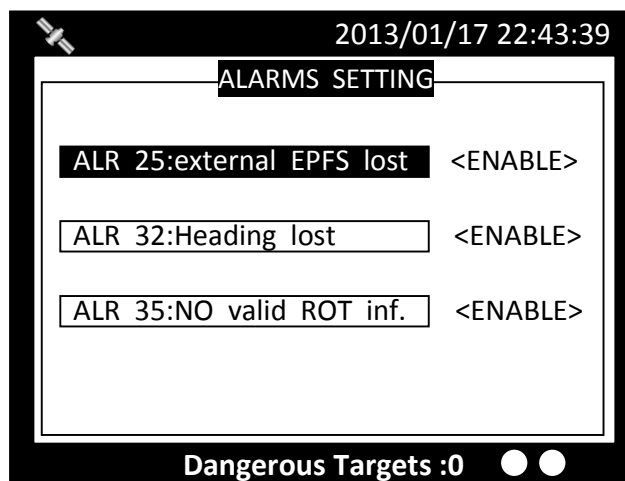 2013/01/17 22:43:39
ALARMS SETTING
ALR 25:external EPFS lost <ENABLE>
ALR 32:Heading lost <ENABLE>
ALR 35:NO valid ROT inf. <ENABLE>
Dangerous Targets :0